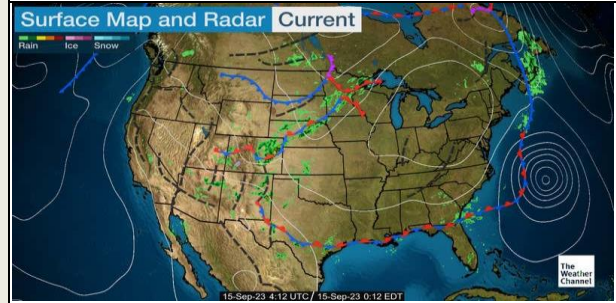 Surface Map and Radar Current
Rain Ice Snow
The
Weather
Channel
15-Sep-23 4:12 UTC / 15-Sep-23 0:12 EDT